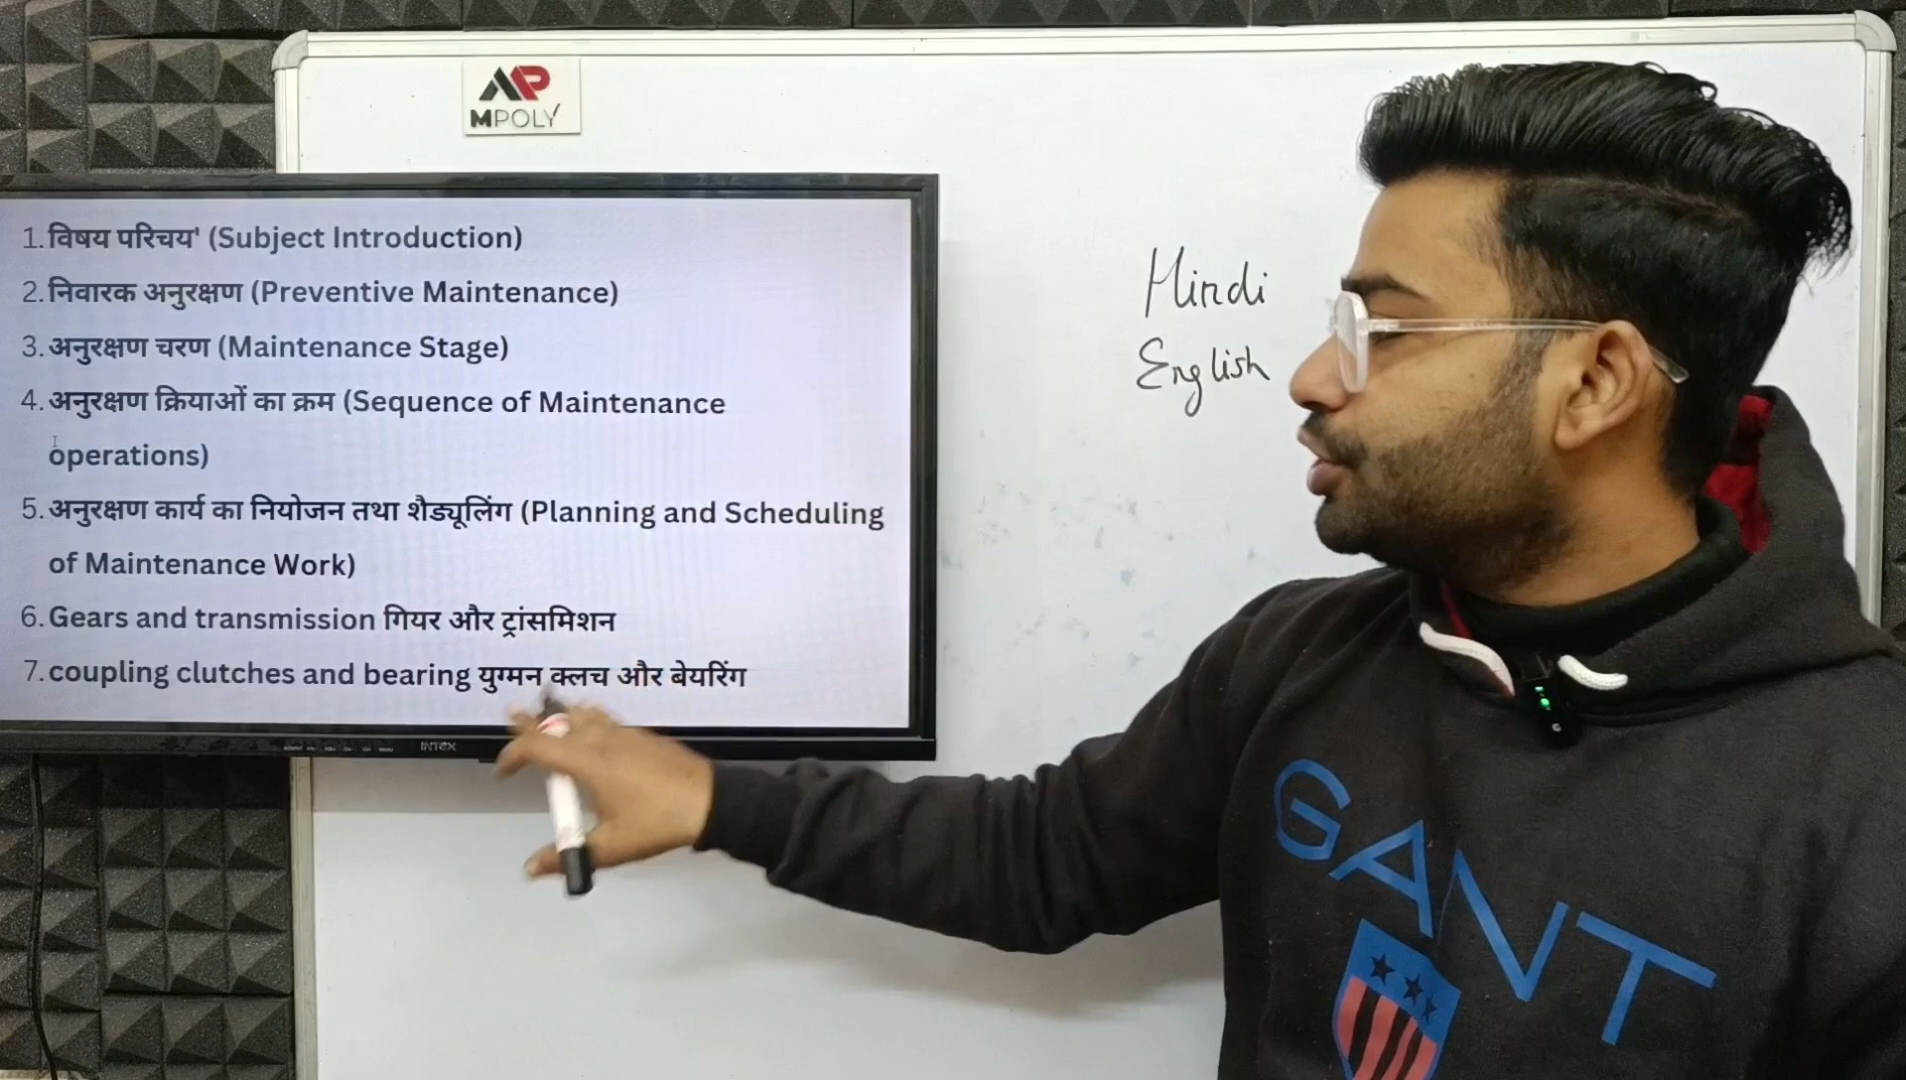 MPOLY
1. विषय परिचय' (Subject Introduction)
2. निवारक अनुरक्षण (Preventive Maintenance)
3. अनुरक्षण चरण (Maintenance Stage)
4. अनुरक्षण क्रियाओं का क्रम (Sequence of Maintenance
operations)
5. अनुरक्षण कार्य का नियोजन तथा शैड्यूलिंग (Planning and Scheduling
of Maintenance Work)
6. Gears and transmission गियर और ट्रांसमिशन
7. coupling clutches and bearing युग्मन क्लच और बेयरिंग
INTEX
Hindi
English
GANT